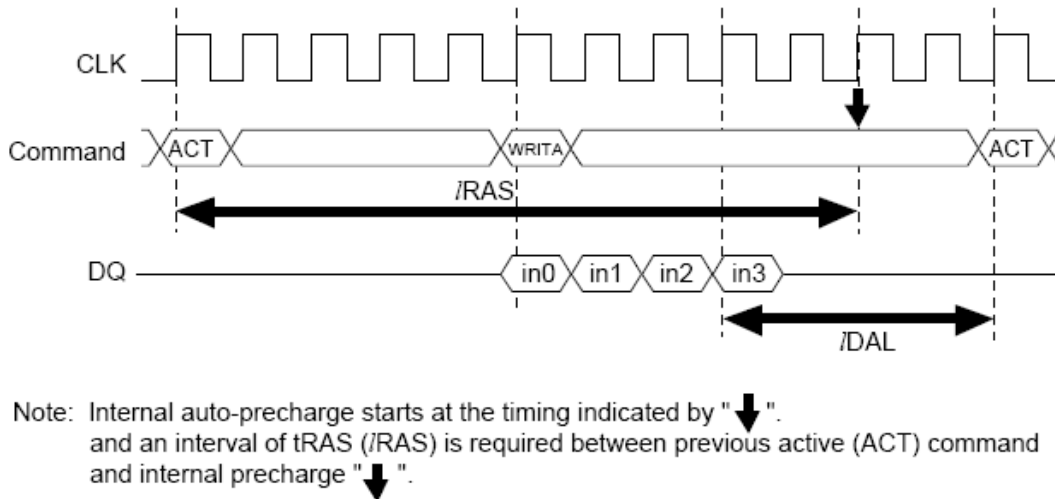 CLK
Command ACT WRITA ACT
lRAS
DQ in0 in1 in2 in3
lDAL
Note: Internal auto-precharge starts at the timing indicated by " ".
and an interval of tRAS (lRAS) is required between previous active (ACT) command
and internal precharge " ".